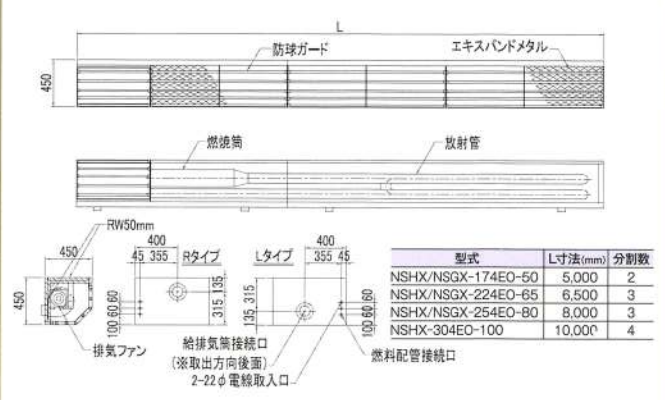 L
防球ガード
エキスパンドメタル
450
燃焼筒
放射管
RW50mm
450
450
排気ファン
400
45 355
Rタイプ
135
315
100 60 60
Lタイプ
400
355 45
315
135
100 60 60
給排気筒接続口
(※取出方向後面)
2-22φ電線取入口
燃料配管接続口
型式 L寸法(mm) 分割数
NSHX/NSGX-174EO-50 5,000 2
NSHX/NSGX-224EO-65 6,500 3
NSHX/NSGX-254EO-80 8,000 3
NSHX-304EO-100 10,000 4